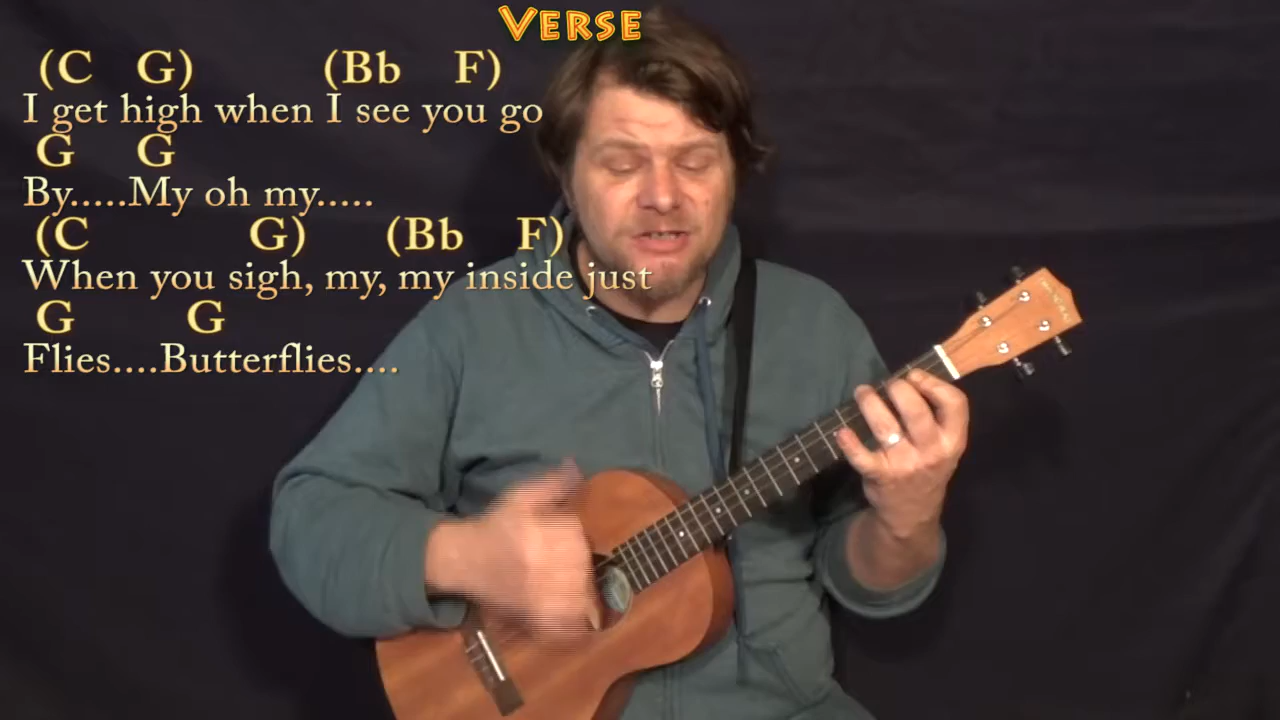 VERSE
(C G) (Bb F)
I get high when I see you go
G G
By.....My oh my.....
(C G) (Bb F)
When you sigh, my, my inside just
G G
Flies....Butterflies....